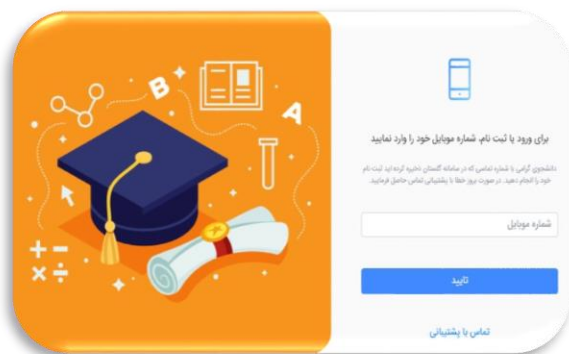 برای ورود یا ثبت نام، شماره موبایل خود را وارد نمایید
دانشجوی گرامی با شماره تماسی که در سامانه گلستان ذخیره کرده اید ثبت نام
خود را انجام دهید. در صورت بروز خطا با پشتیبانی تماس حاصل فرمایید.
شماره موبایل
تایید
تماس با پشتیبانی
B
A